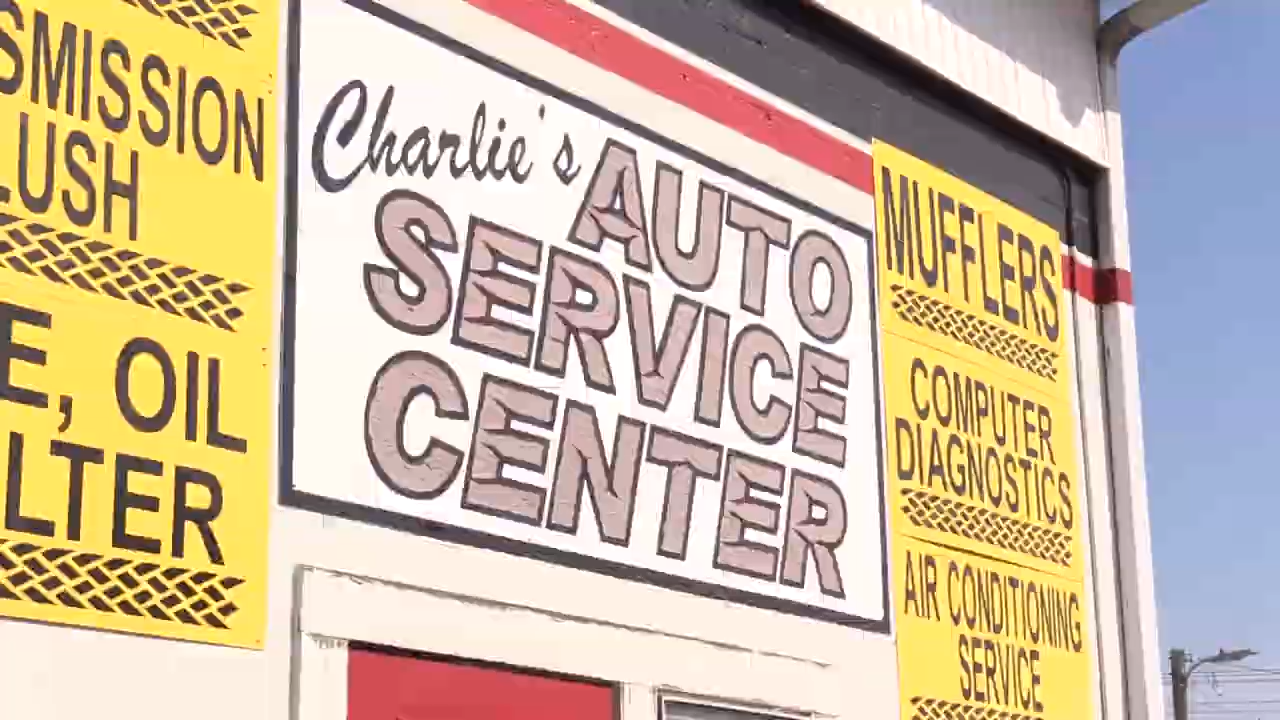 SMISSION
LUSH
E, OIL
LTER
Charlie's
AUTO
SERVICE
CENTER
MUFFLERS
COMPUTER
DIAGNOSTICS
AIR CONDITIONING
SERVICE